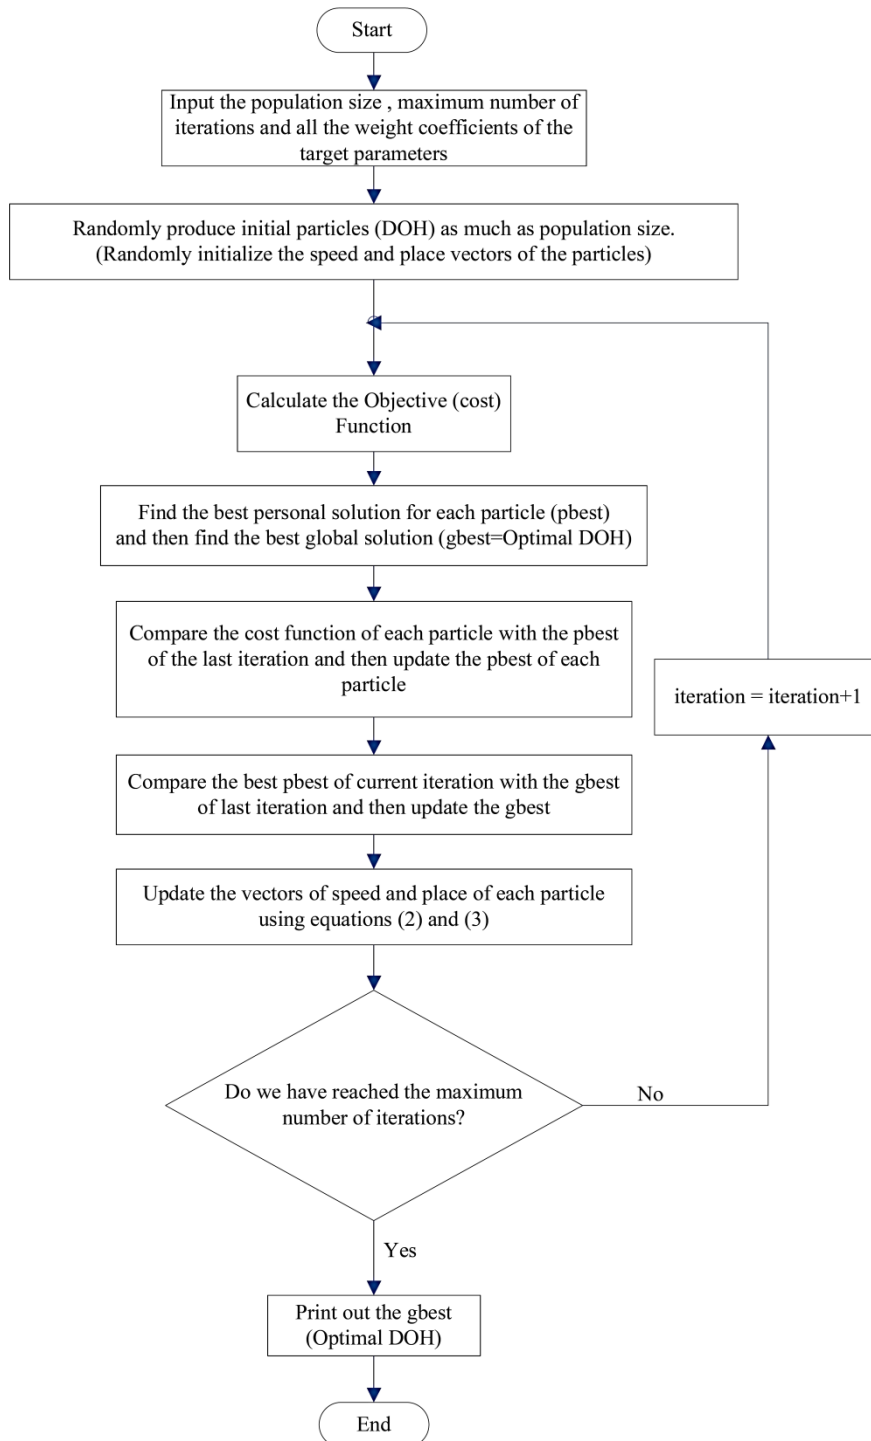 Start
Input the population size , maximum number of
iterations and all the weight coefficients of the
target parameters
Randomly produce initial particles (DOH) as much as population size.
(Randomly initialize the speed and place vectors of the particles)
Calculate the Objective (cost)
Function
Find the best personal solution for each particle (pbest)
and then find the best global solution (gbest=Optimal DOH)
Compare the cost function of each particle with the pbest
of the last iteration and then update the pbest of each
particle
iteration = iteration+1
Compare the best pbest of current iteration with the gbest
of last iteration and then update the gbest
Update the vectors of speed and place of each particle
using equations (2) and (3)
Do we have reached the maximum
number of iterations?
No
Yes
Print out the gbest
(Optimal DOH)
End